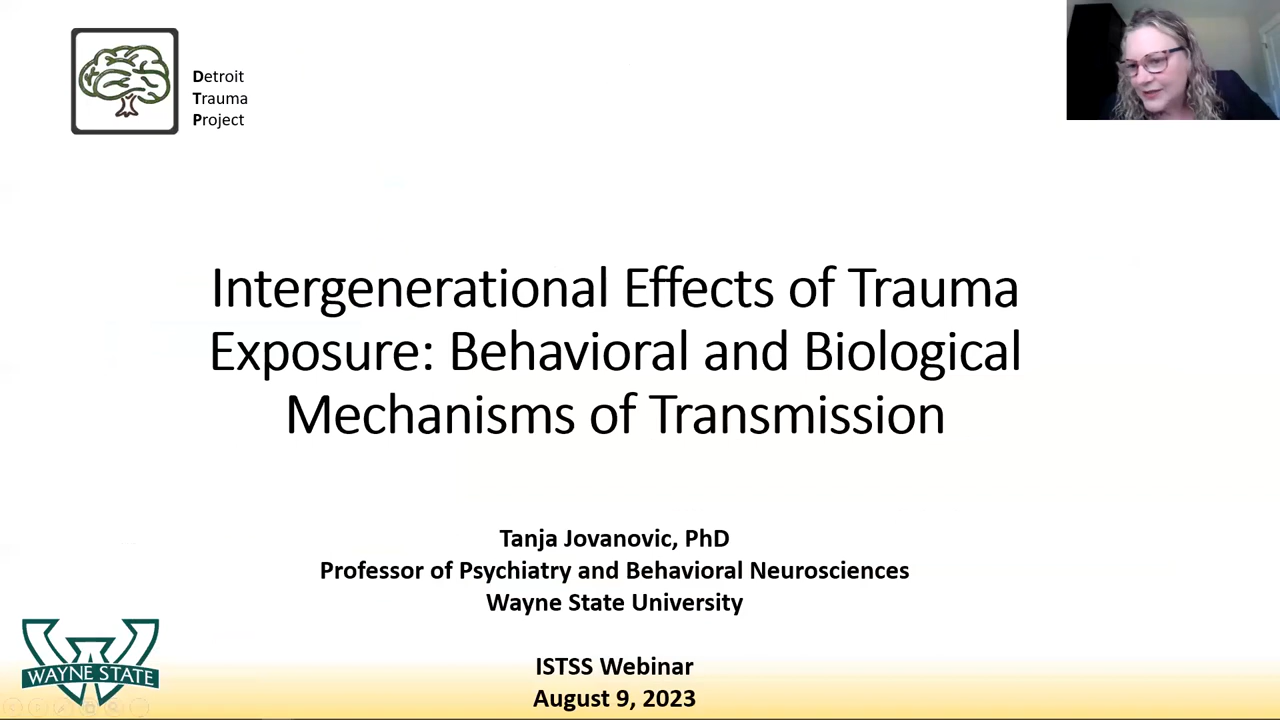 Detroit
Trauma
Project
Intergenerational Effects of Trauma
Exposure: Behavioral and Biological
Mechanisms of Transmission
Tanja Jovanovic, PhD
Professor of Psychiatry and Behavioral Neurosciences
Wayne State University
WAYNE STATE
ISTSS Webinar
August 9, 2023